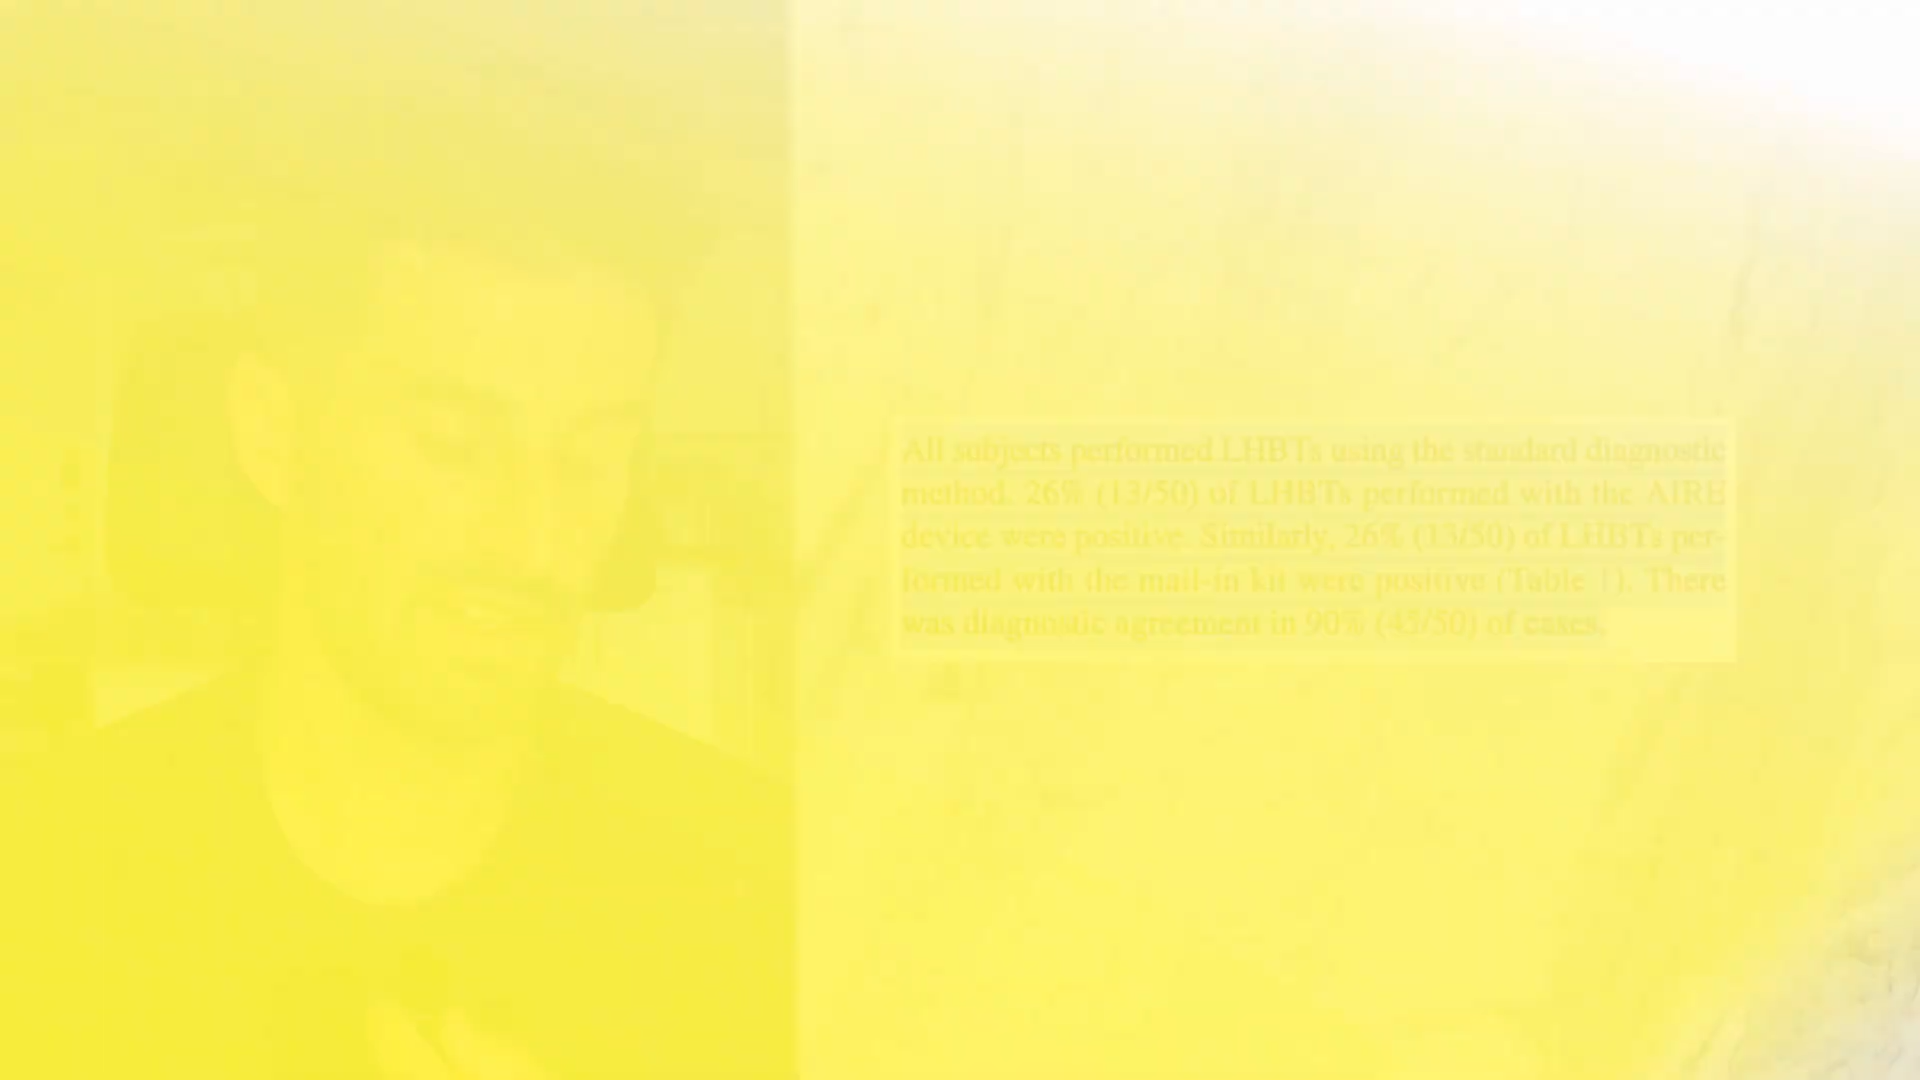 All subjects performed LHBTs using the standard diagnostic
method. 26% (13/50) of LHBTs performed with the AIRE
device were positive. Similarly, 26% (13/50) of LHBTs per-
formed with the mail-in kit were positive (Table 1). There
was diagnostic agreement in 90% (45/50) of cases.